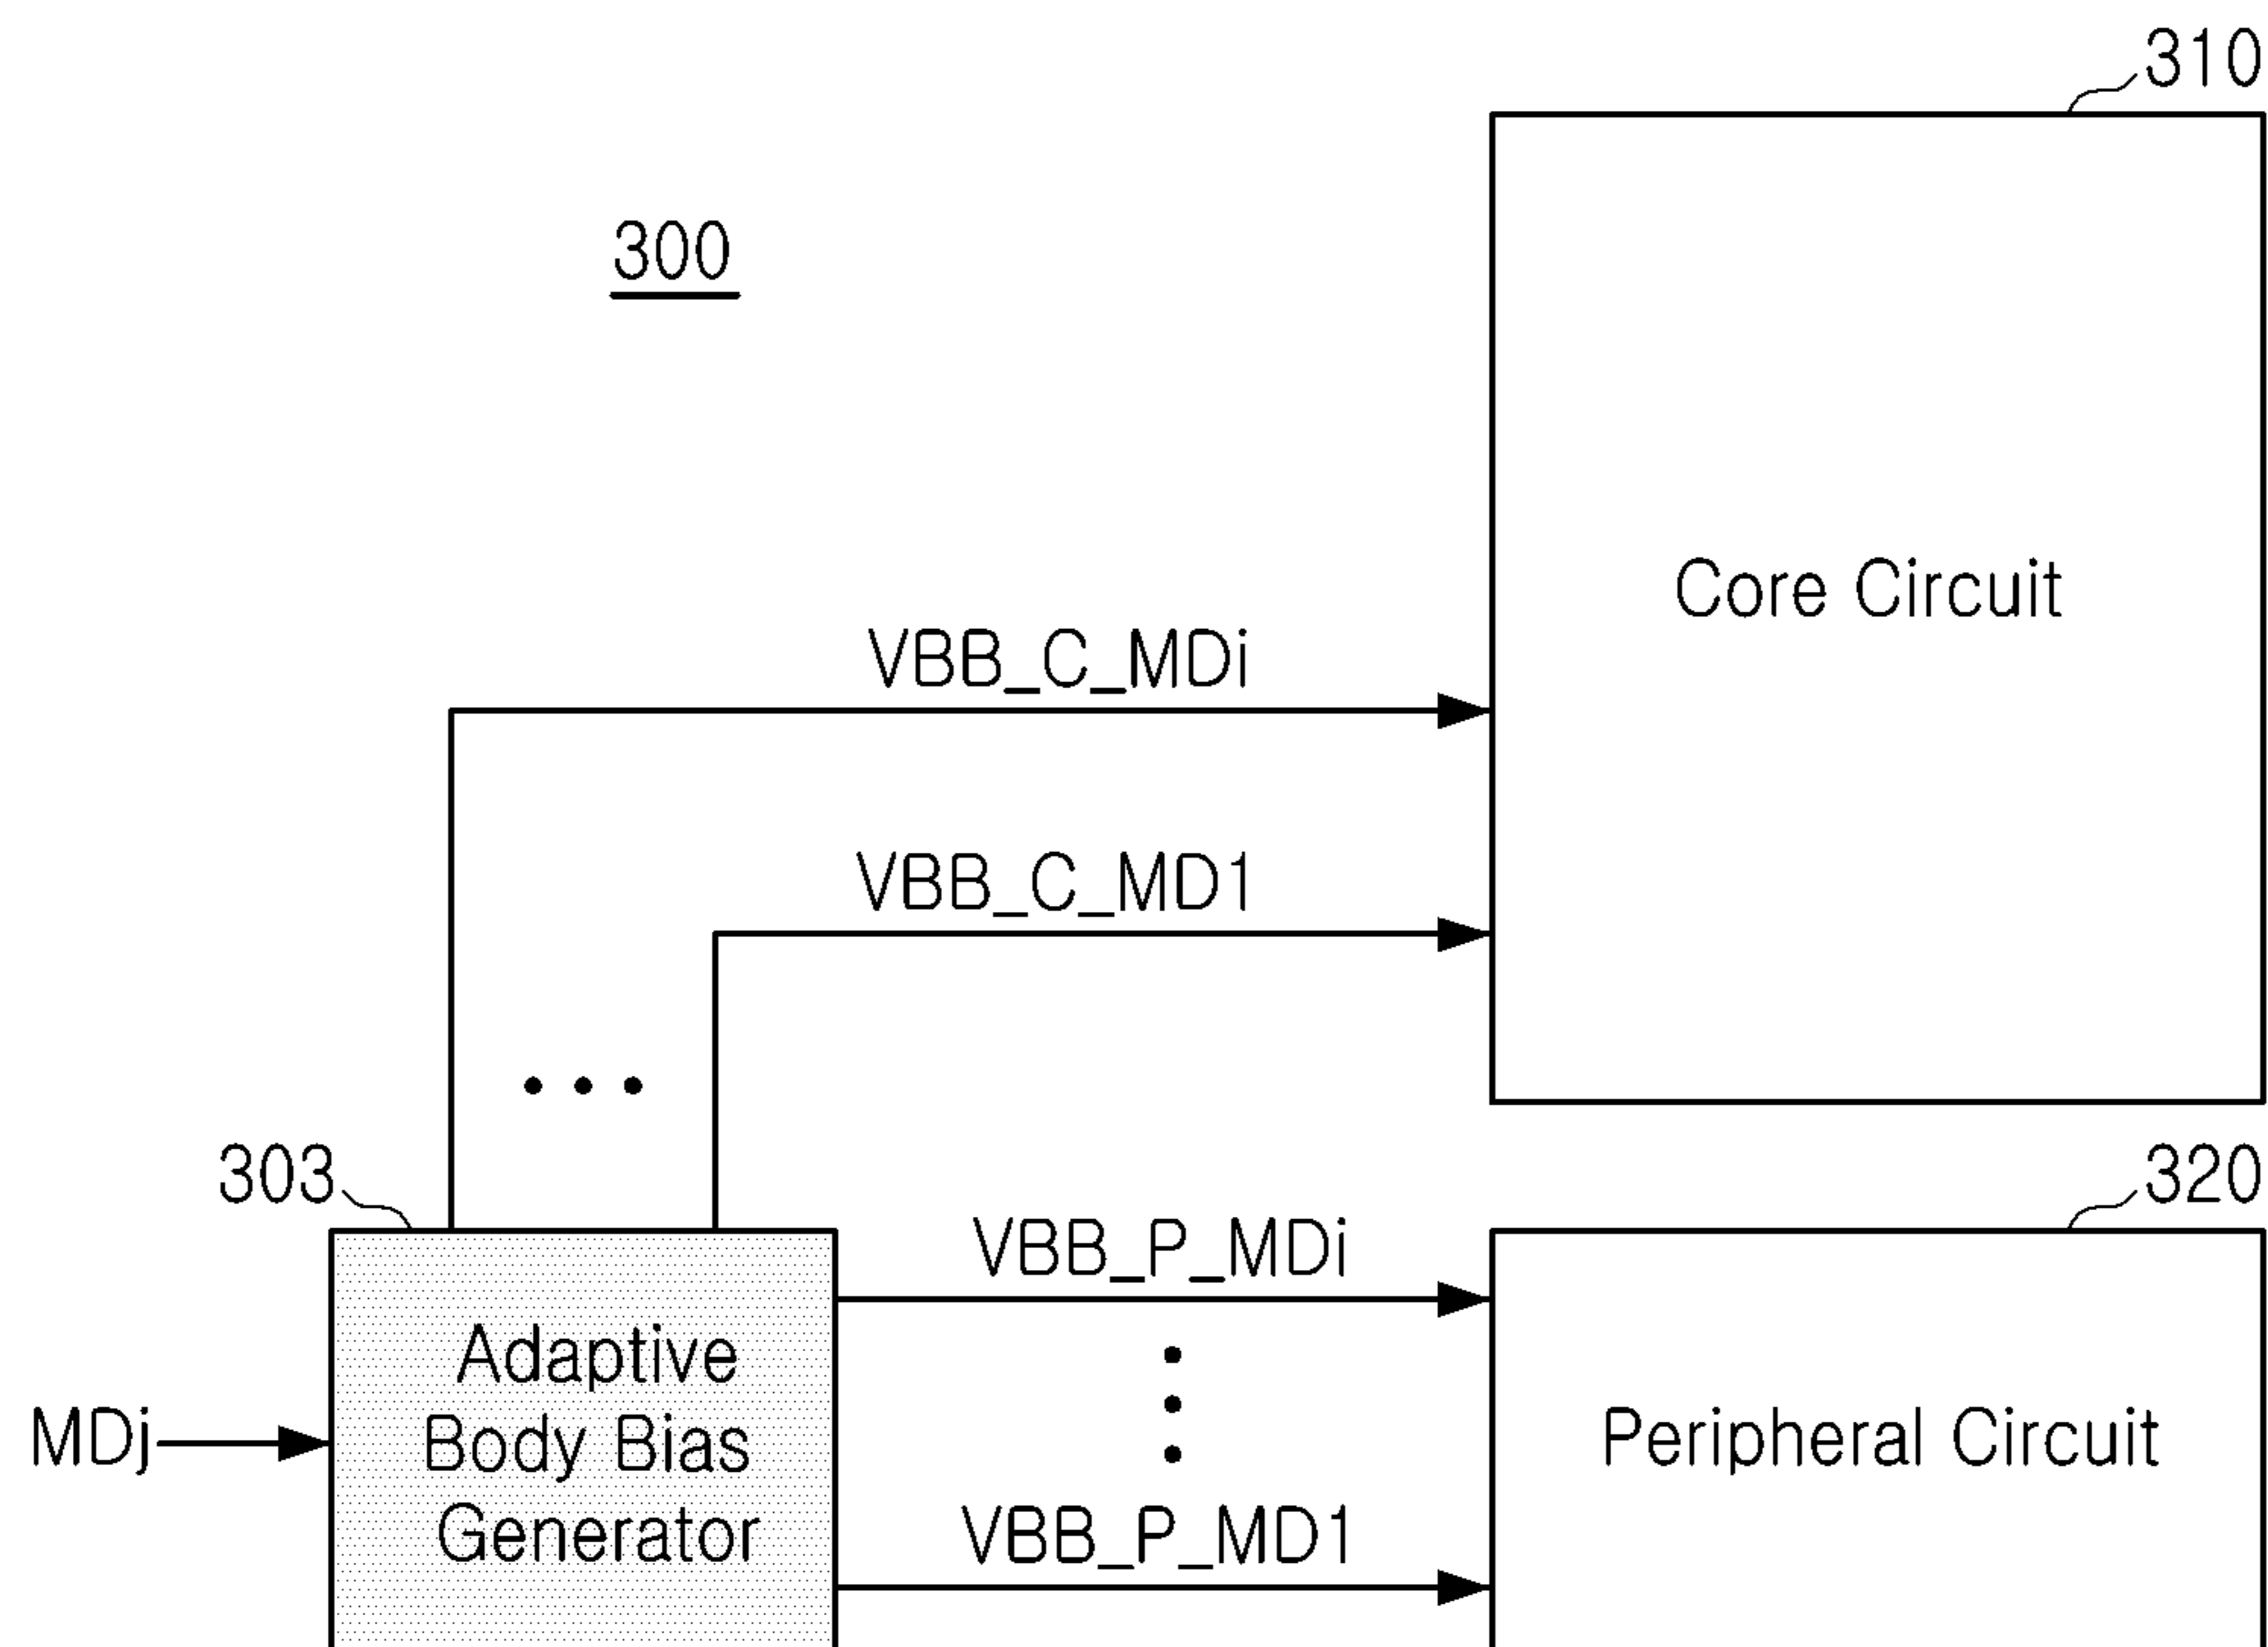 310
300
Core Circuit
VBB_C_MDi
VBB_C_MD1
303
320
VBB_P_MDi
Adaptive
Body Bias
Generator
MDj
Peripheral Circuit
VBB_P_MD1